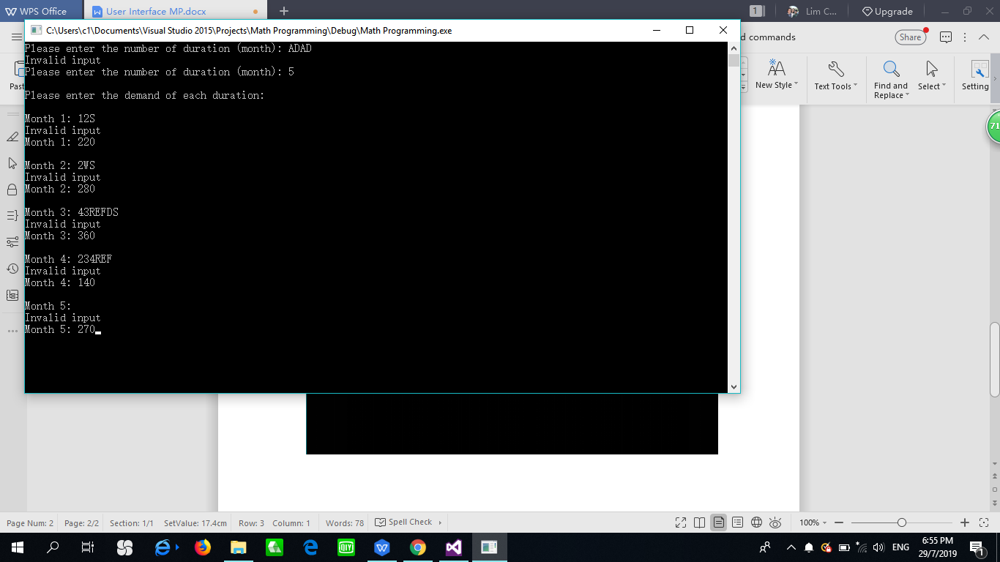 WPS Office
User Interface MP.docx
1
Lim C...
Upgrade
C:\Users\c1\Documents\Visual Studio 2015\Projects\Math Programming\Debug\Math Programming.exe
d commands
Share
Please enter the number of duration (month): ADAD
Invalid input
Please enter the number of duration (month): 5
Please enter the demand of each duration:
Month 1: 12S
Invalid input
Month 1: 220
Month 2: 2WS
Invalid input
Month 2: 280
Month 3: 43REFDS
Invalid input
Month 3: 360
Month 4: 234REF
Invalid input
Month 4: 140
Month 5:
Invalid input
Month 5: 270
Past
New Style
Text Tools
Find and
Replace
Select
Setting
71
Page Num: 2
Page: 2/2
Section: 1/1
SetValue: 17.4cm
Row: 3
Column: 1
Words: 78
Spell Check
100%
DIY
ENG
6:55 PM
29/7/2019
1